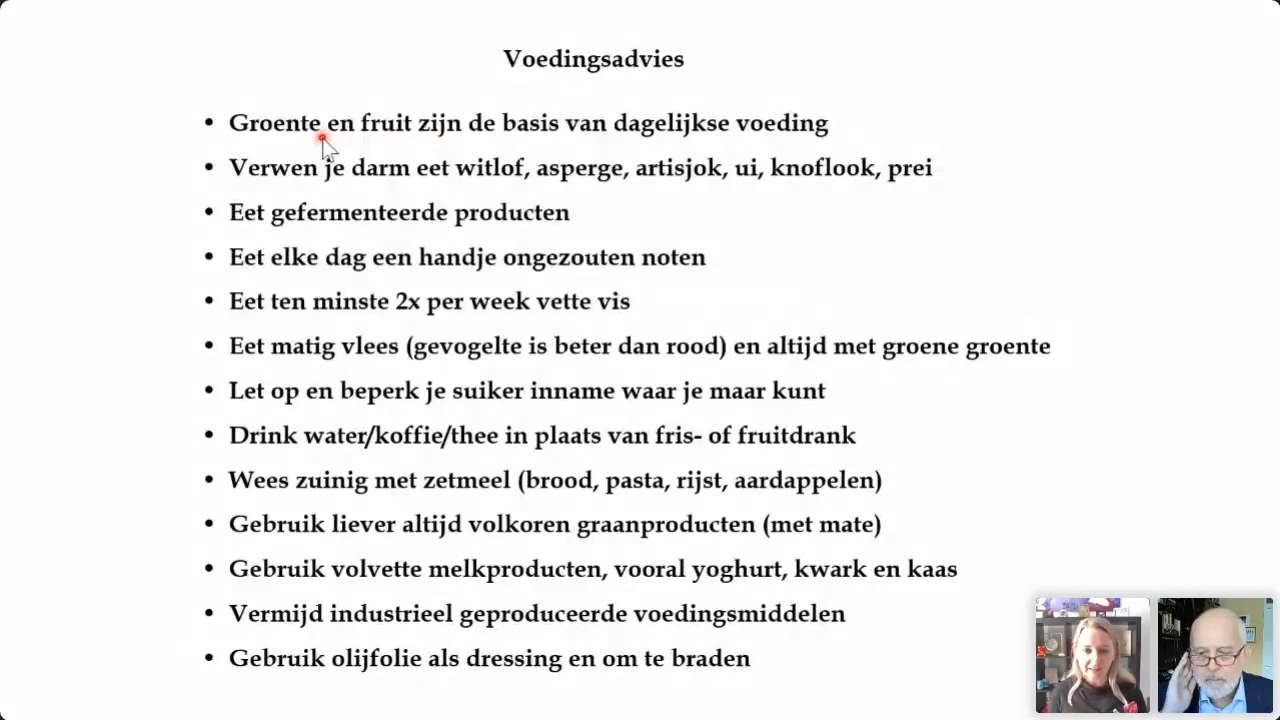 Voedingsadvies
• Groente en fruit zijn de basis van dagelijkse voeding
• Verwen je darm eet witlof, asperge, artisjok, ui, knoflook, prei
• Eet gefermenteerde producten
• Eet elke dag een handje ongezouten noten
• Eet ten minste 2x per week vette vis
• Eet matig vlees (gevogelte is beter dan rood) en altijd met groene groente
• Let op en beperk je suiker inname waar je maar kunt
• Drink water/koffie/thee in plaats van fris- of fruitdrank
• Wees zuinig met zetmeel (brood, pasta, rijst, aardappelen)
• Gebruik liever altijd volkoren graanproducten (met mate)
• Gebruik volvette melkproducten, vooral yoghurt, kwark en kaas
• Vermijd industrieel geproduceerde voedingsmiddelen
• Gebruik olijfolie als dressing en om te braden